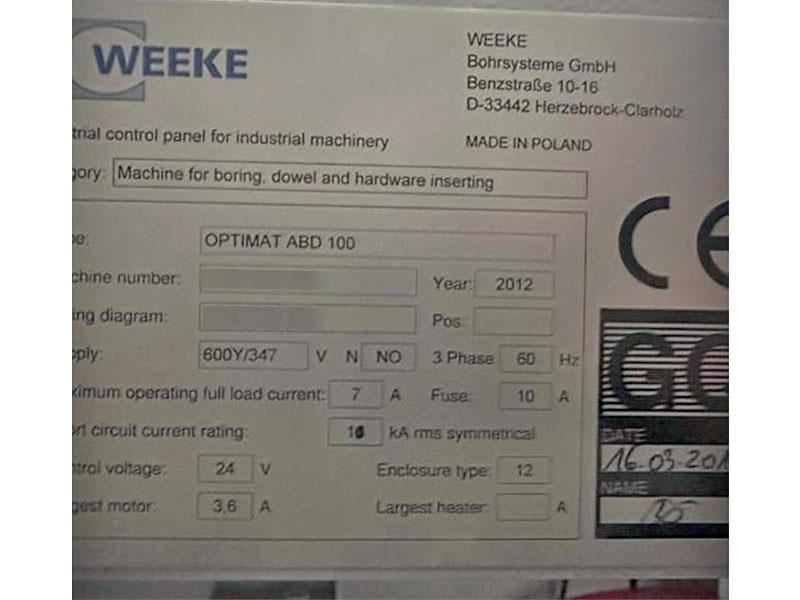 WEEKE
WEEKE
Bohrsysteme GmbH
Benzstraße 10-16
D-33442 Herzebrock-Clarholz
trial control panel for industrial machinery
MADE IN POLAND
gory: Machine for boring, dowel and hardware inserting
pe: OPTIMAT ABD 100
chine number: Year: 2012
ing diagram: Pos.
pply: 600Y/347 V N NO 3 Phase 60 Hz
ximum operating full load current: 7 A Fuse: 10 A
rt circuit current rating: kA rms symmetrical
ntrol voltage: 24 V Enclosure type: 12
gest motor: 3,6 A Largest heater: A
CE
GO
DATE
16-03-201
NAME